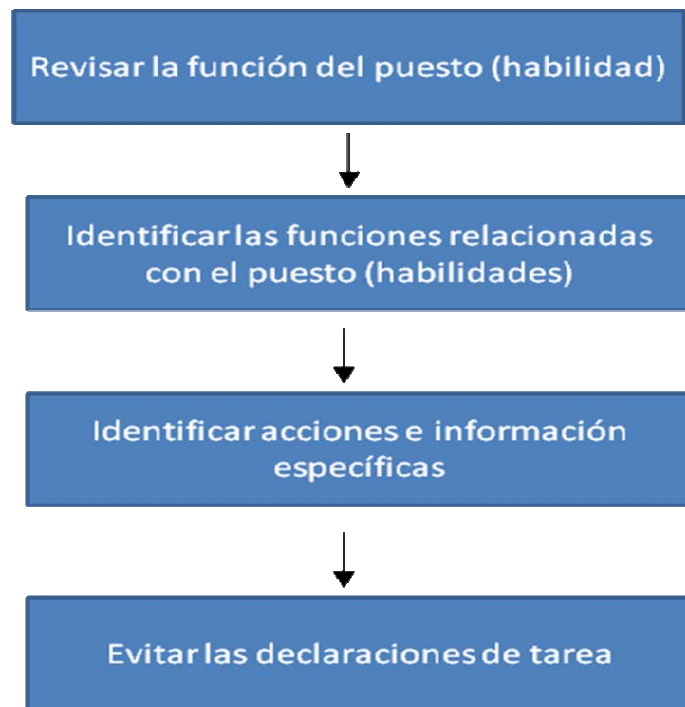 Revisar la función del puesto (habilidad)
Identificar las funciones relacionadas
con el puesto (habilidades)
Identificar acciones e información
específicas
Evitar las declaraciones de tarea